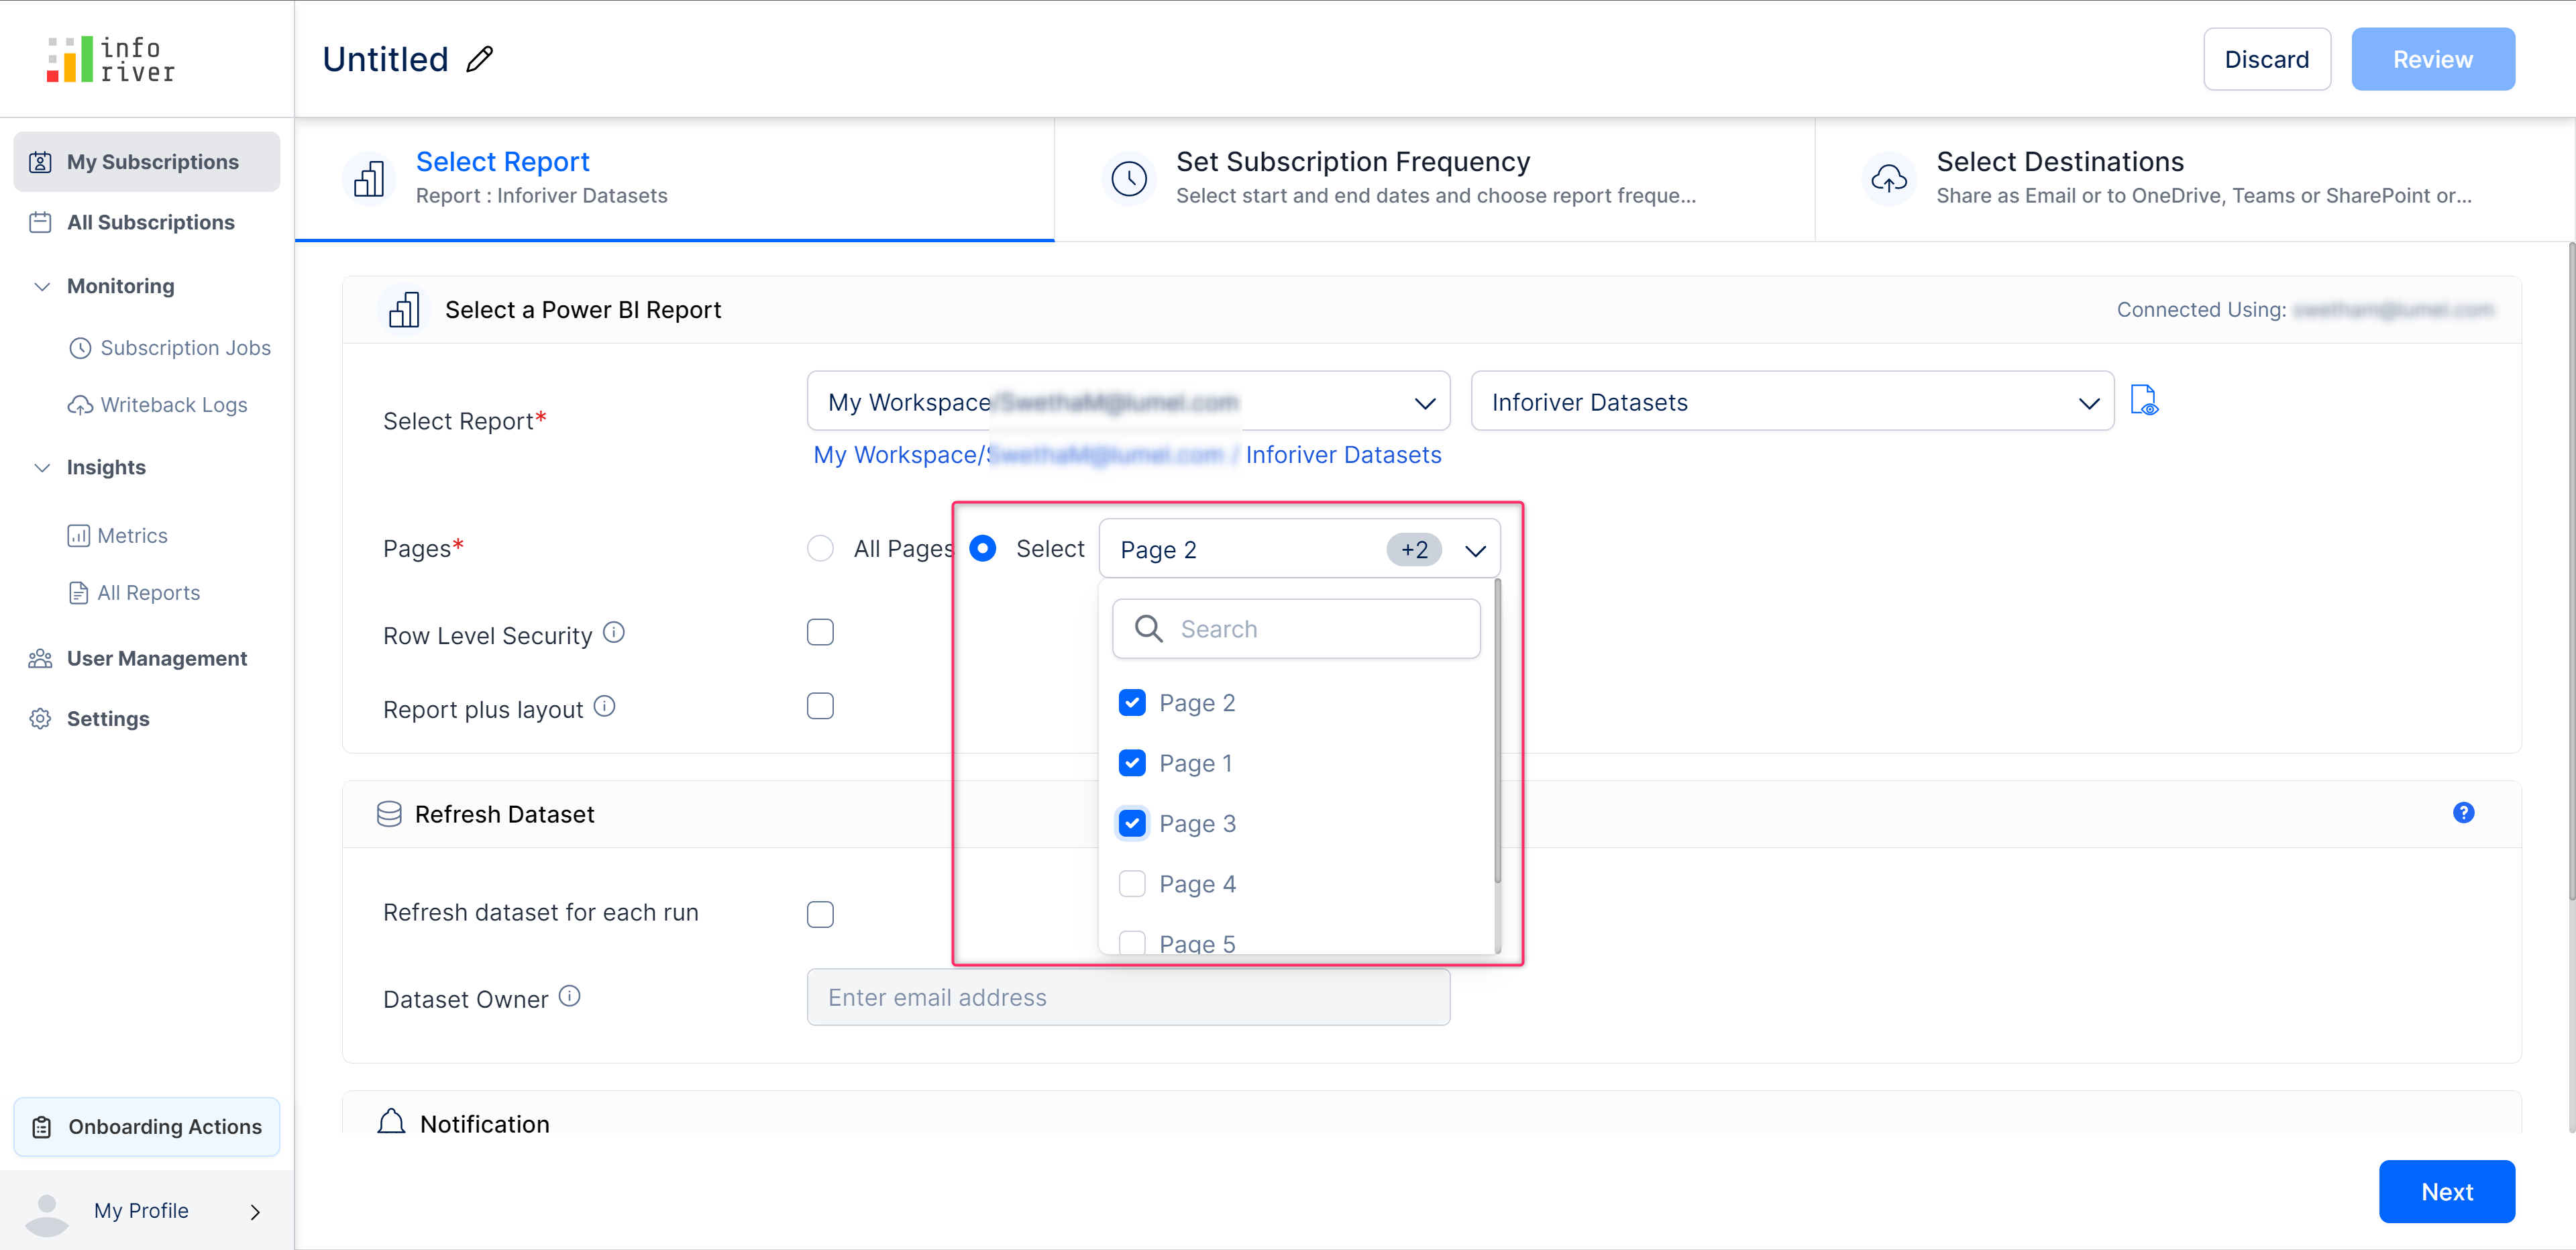 info
river
Untitled
Discard
Review
My Subscriptions
All Subscriptions
Monitoring
Subscription Jobs
Writeback Logs
Insights
Metrics
All Reports
User Management
Settings
Onboarding Actions
My Profile
Select Report
Report : Inforiver Datasets
Set Subscription Frequency
Select start and end dates and choose report freque...
Select Destinations
Share as Email or to OneDrive, Teams or SharePoint or...
Select a Power BI Report
Connected Using:
Select Report*
My Workspace
Inforiver Datasets
My Workspace/ Inforiver Datasets
Pages*
All Pages
Select
Page 2
+2
Search
Page 2
Page 1
Page 3
Page 4
Page 5
Row Level Security
Report plus layout
Refresh Dataset
?
Refresh dataset for each run
Dataset Owner
Enter email address
Notification
Next